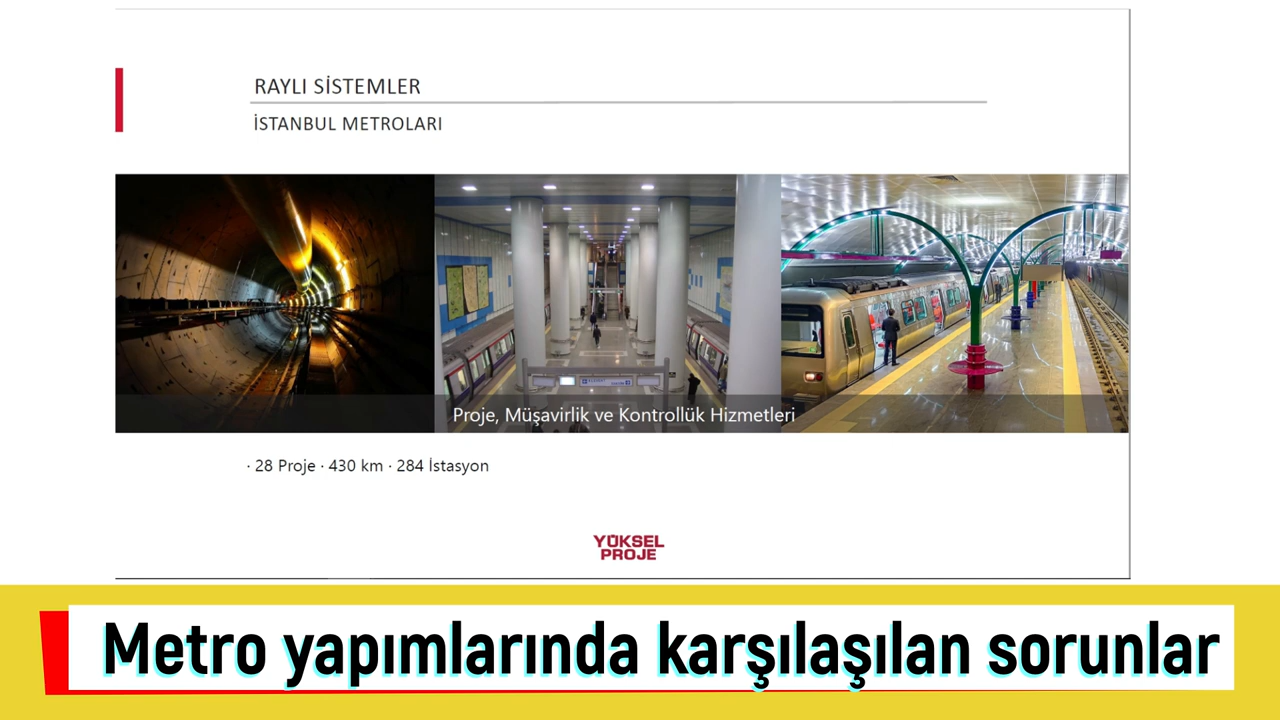 RAYLI SİSTEMLER
İSTANBUL METROLARI
Proje, Müşavirlik ve Kontrollük Hizmetleri
· 28 Proje · 430 km · 284 İstasyon
YÜKSEL
PROJE
Metro yapımlarında karşılaşılan sorunlar